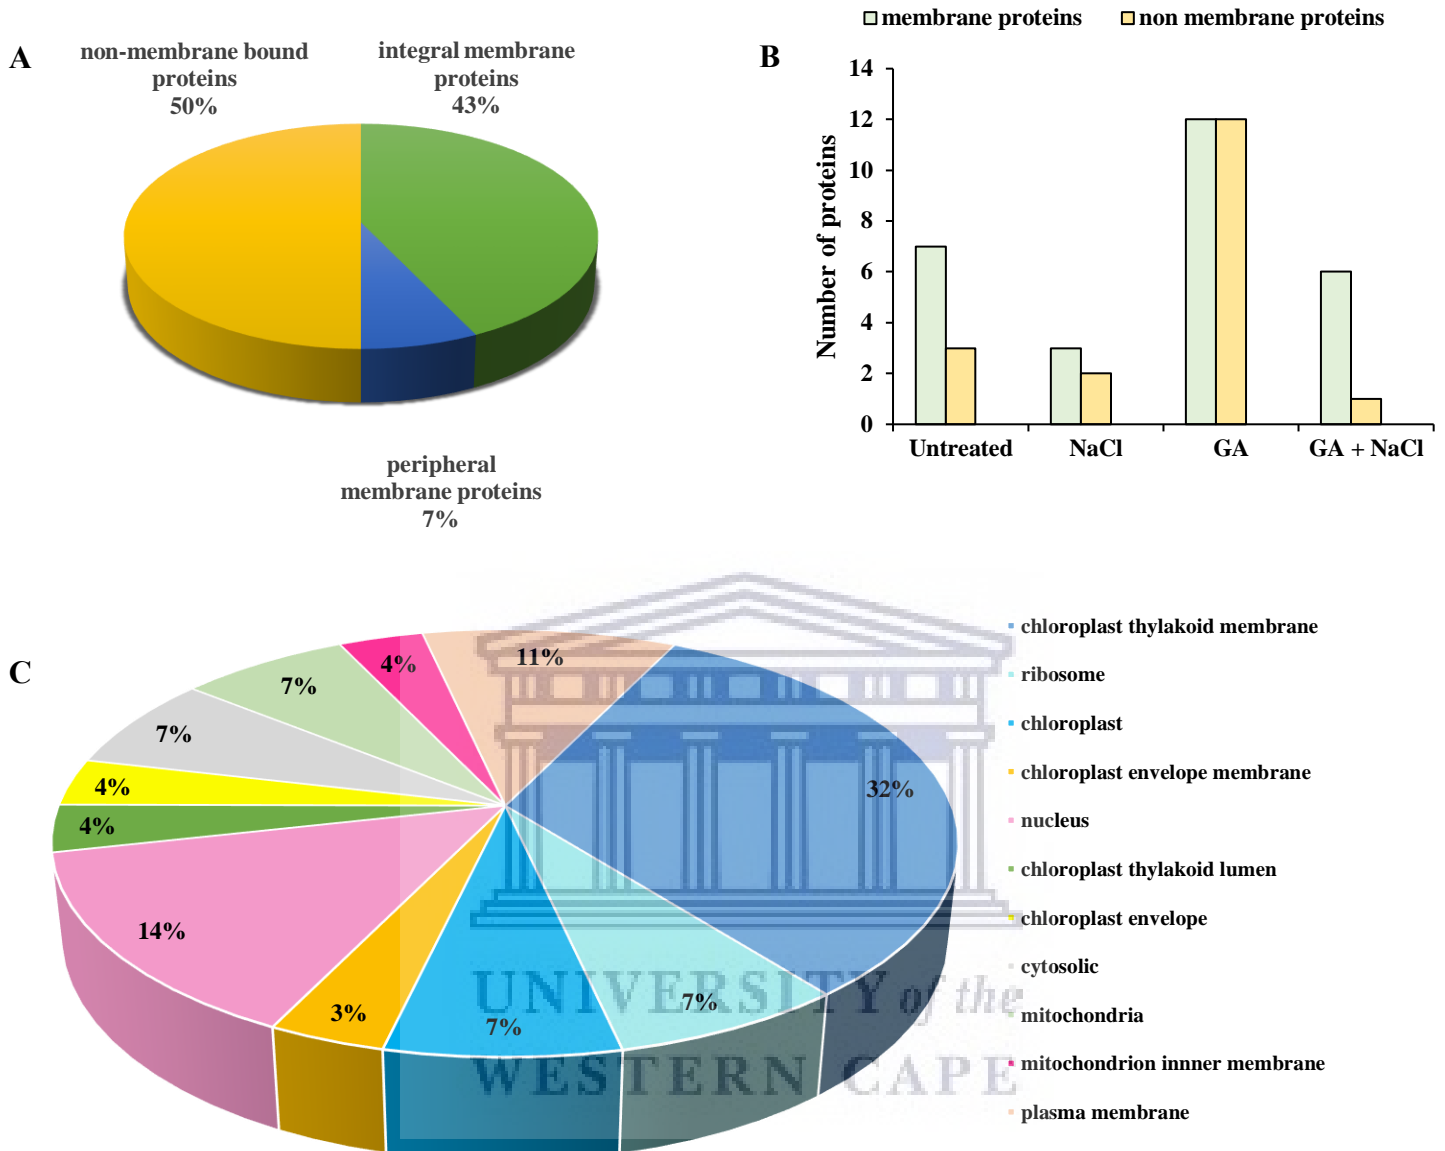 A
non-membrane bound
proteins
50%
integral membrane
proteins
43%
peripheral
membrane proteins
7%
B
membrane proteins
non membrane proteins
Number of proteins
14
12
10
8
6
4
2
0
Untreated
NaCl
GA
GA + NaCl
C
4%
11%
7%
7%
32%
4%
4%
14%
3%
7%
7%
chloroplast thylakoid membrane
ribosome
chloroplast
chloroplast envelope membrane
nucleus
chloroplast thylakoid lumen
chloroplast envelope
cytosolic
mitochondria
mitochondrion innner membrane
plasma membrane
UNIVERSITY of the
WESTERN CAPE